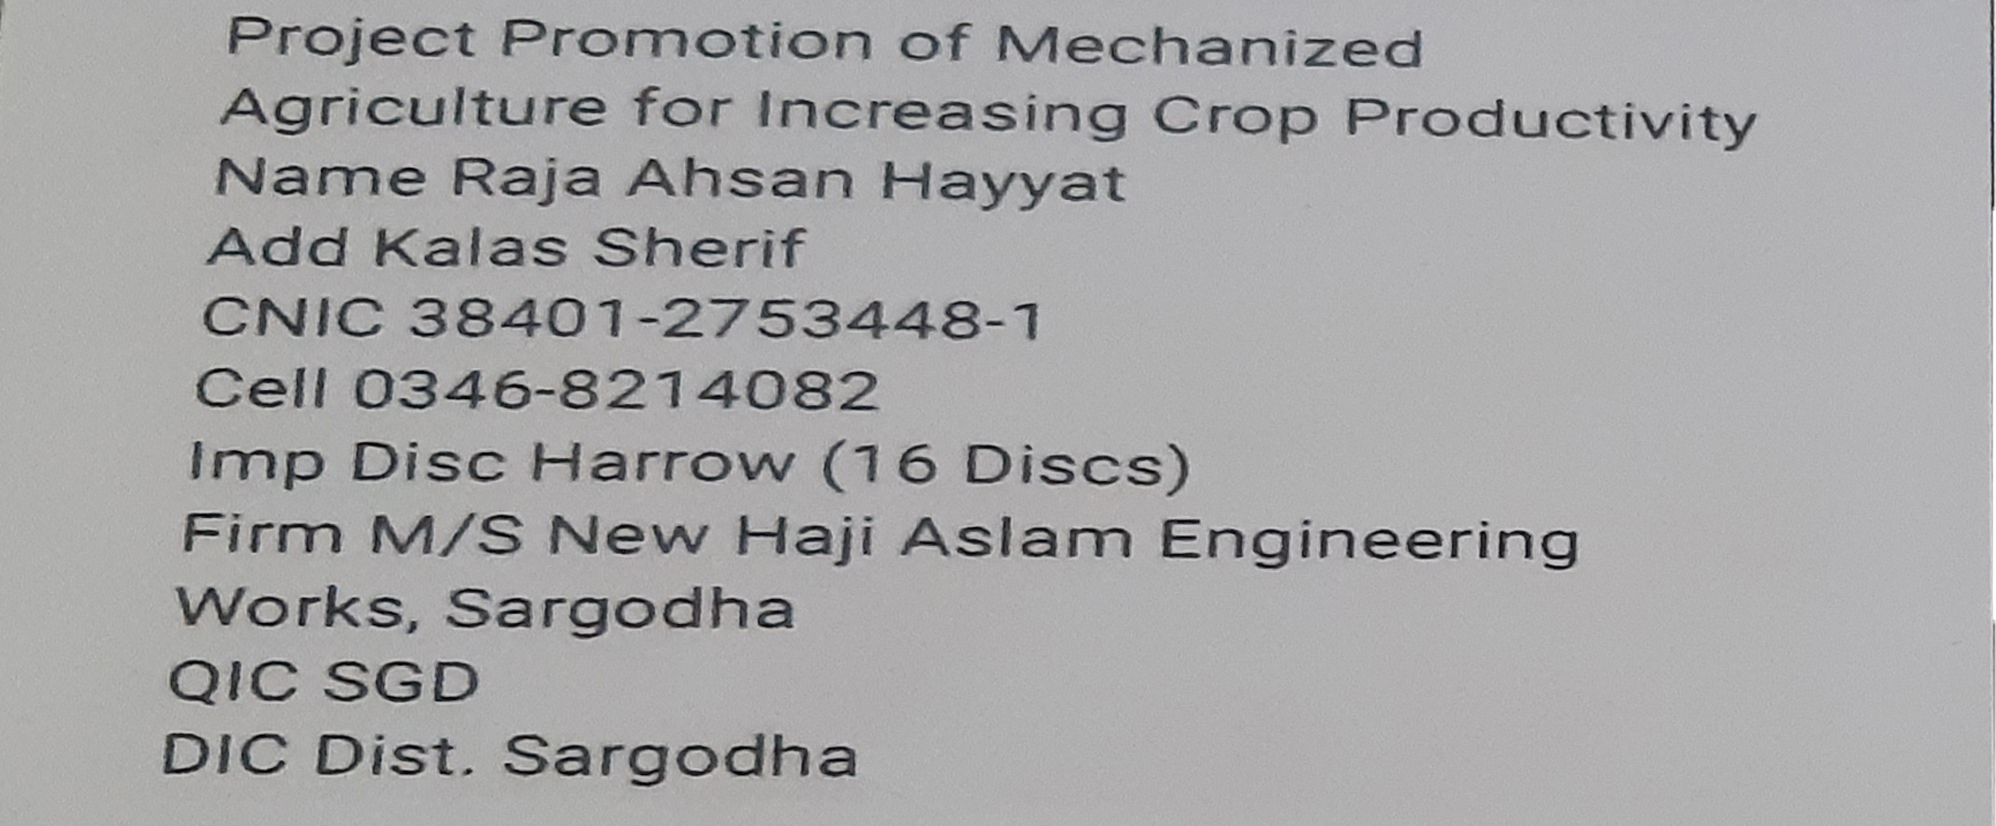 Project Promotion of Mechanized
Agriculture for Increasing Crop Productivity
Name Raja Ahsan Hayyat
Add Kalas Sherif
CNIC 38401-2753448-1
Cell 0346-8214082
Imp Disc Harrow (16 Discs)
Firm M/S New Haji Aslam Engineering
Works, Sargodha
QIC SGD
DIC Dist. Sargodha